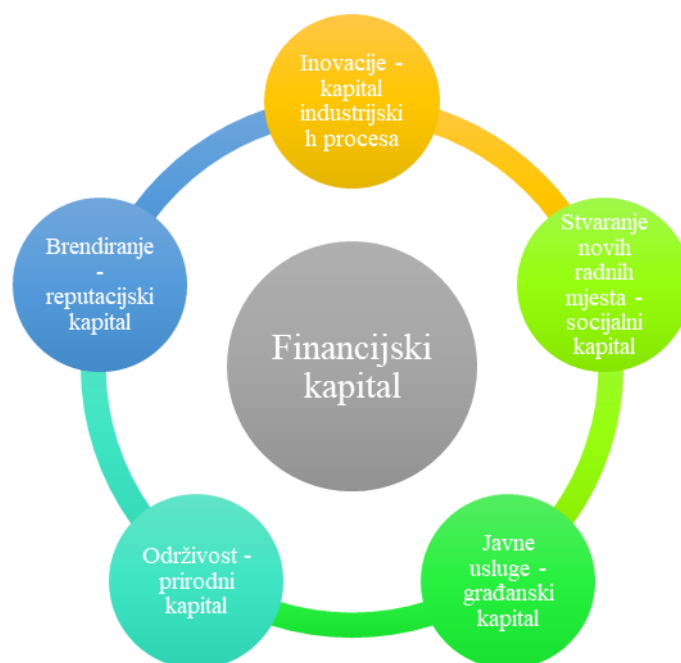 Inovacije -
kapital
industrijski
h procesa
Stvaranje
novih
radnih
mjesta -
socijalni
kapital
Javne
usluge -
građanski
kapital
Održivost -
prirodni
kapital
Brendiranje
-
reputacijski
kapital
Financijski
kapital